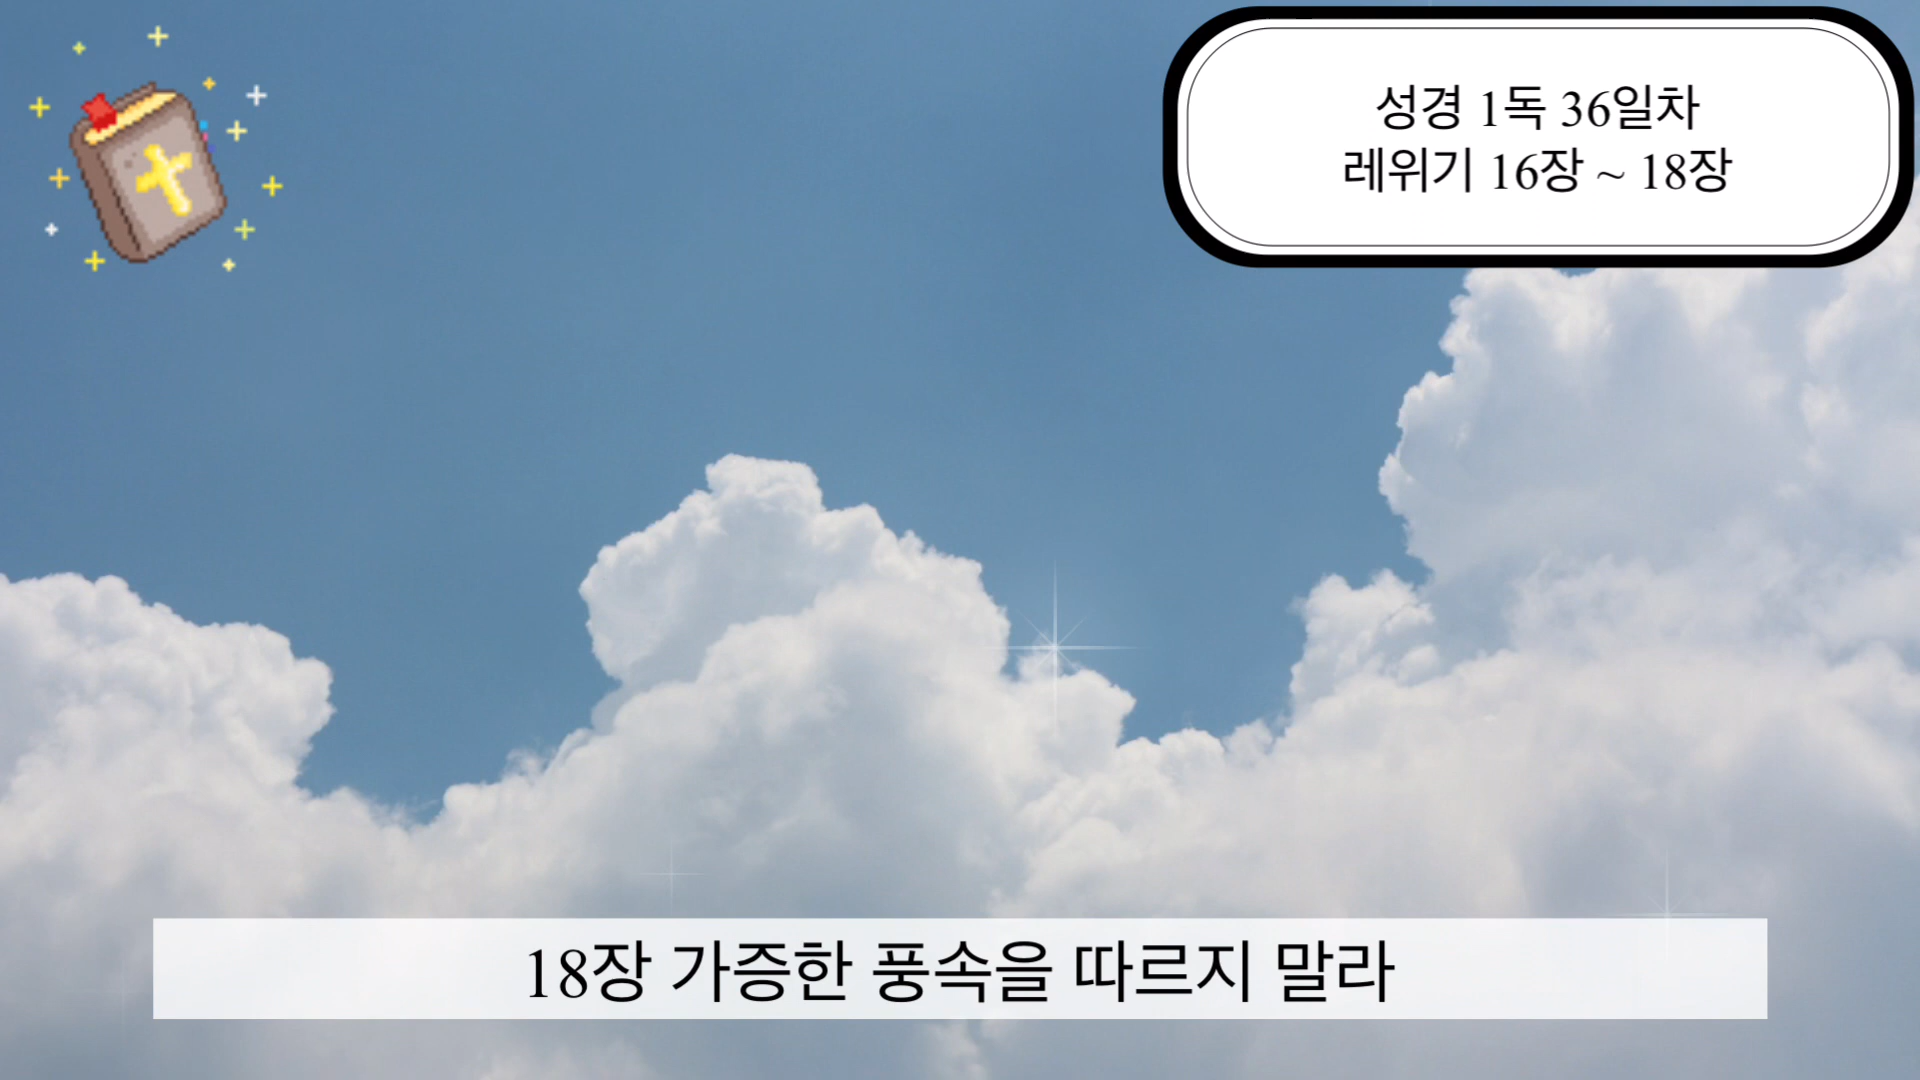 성경 1독 36일차
레위기 16장 ~ 18장
18장 가증한 풍속을 따르지 말라